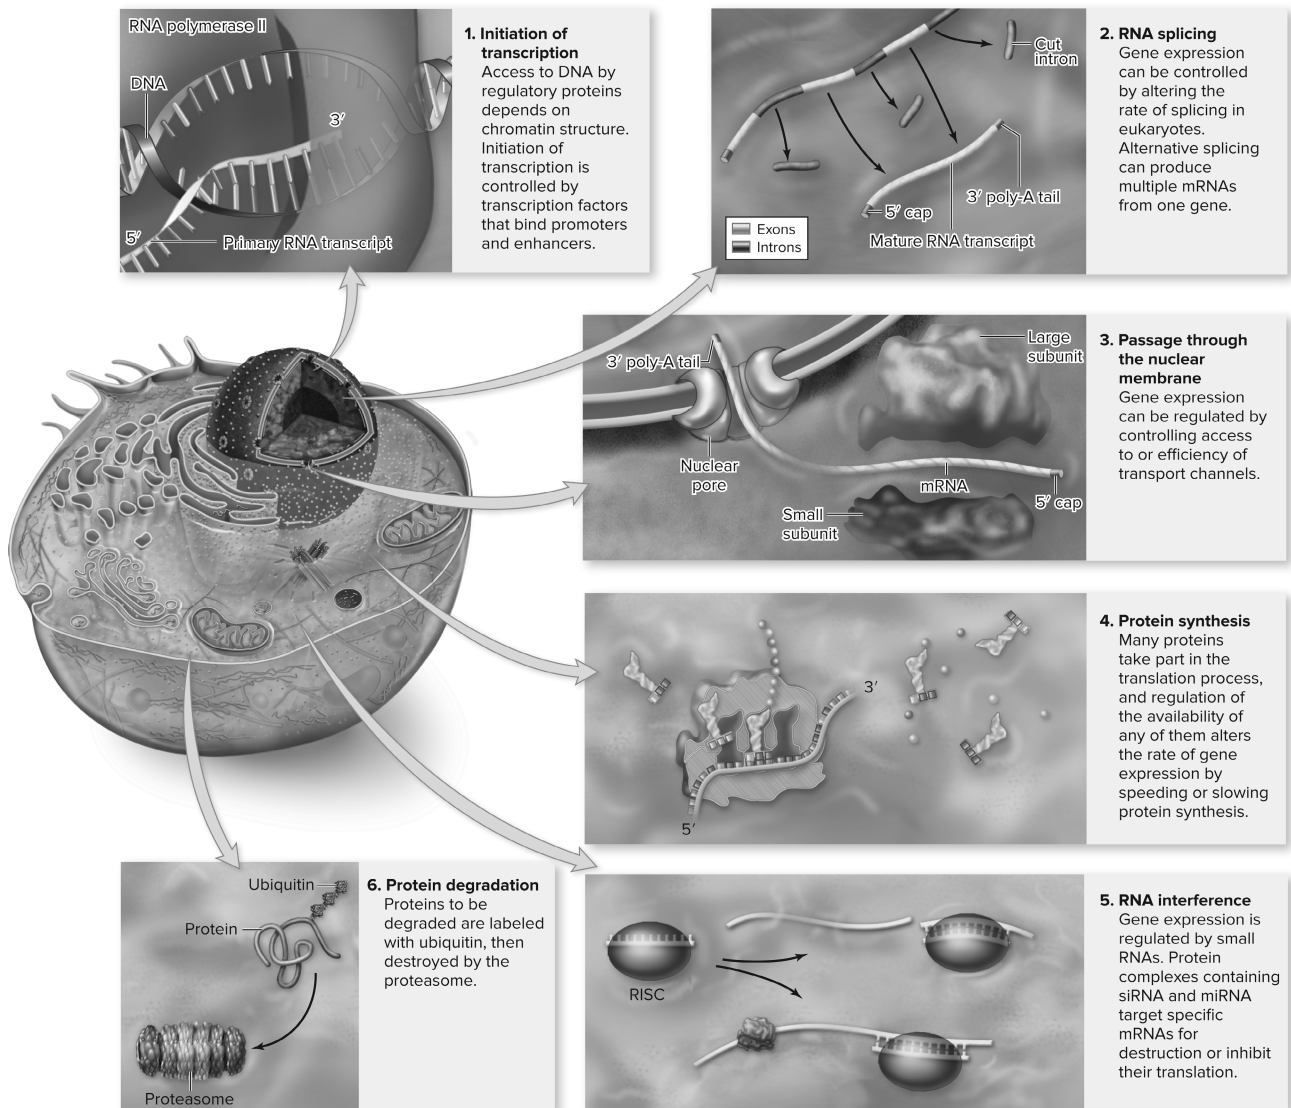 RNA polymerase II
DNA
3′
5′
Primary RNA transcript
1. Initiation of
transcription
Access to DNA by
regulatory proteins
depends on
chromatin structure.
Initiation of
transcription is
controlled by
transcription factors
that bind promoters
and enhancers.
Cut
intron
3′ poly-A tail
5′ cap
Mature RNA transcript
Exons
Introns
2. RNA splicing
Gene expression
can be controlled
by altering the
rate of splicing in
eukaryotes.
Alternative splicing
can produce
multiple mRNAs
from one gene.
3′ poly-A tail
Large
subunit
Nuclear
pore
mRNA
5′ cap
Small
subunit
3. Passage through
the nuclear
membrane
Gene expression
can be regulated by
controlling access
to or efficiency of
transport channels.
3′
5′
4. Protein synthesis
Many proteins
take part in the
translation process,
and regulation of
the availability of
any of them alters
the rate of gene
expression by
speeding or slowing
protein synthesis.
RISC
5. RNA interference
Gene expression is
regulated by small
RNAs. Protein
complexes containing
siRNA and miRNA
target specific
mRNAs for
destruction or inhibit
their translation.
Ubiquitin
Protein
Proteasome
6. Protein degradation
Proteins to be
degraded are labeled
with ubiquitin, then
destroyed by the
proteasome.